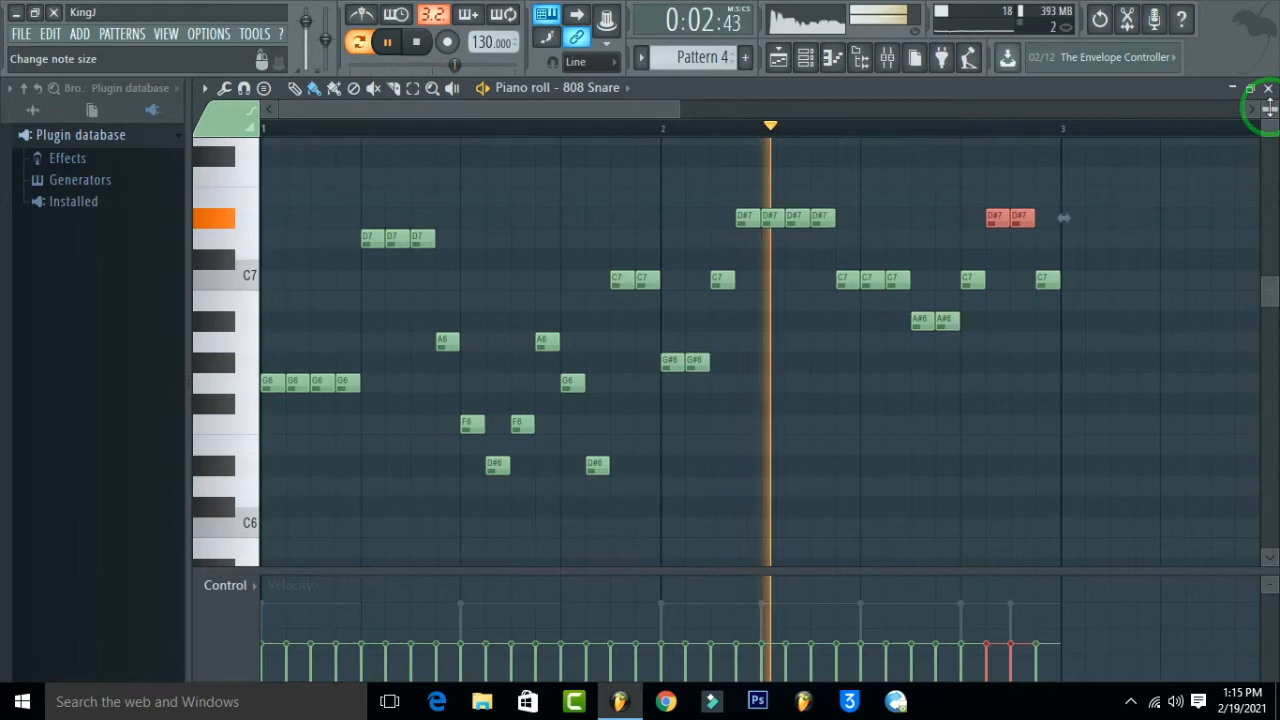 KingJ
FILE EDIT ADD PATTERNS VIEW OPTIONS TOOLS ?
Change note size
3.2.
130.000
Line
0:02:43
M:S:CS
Pattern 4
18
393 MB
2
02/12 The Envelope Controller
Bro.. Plugin database
Piano roll - 808 Snare
Plugin database
Effects
Generators
Installed
1 2 3
D#7 D#7 D#7 D#7 D#7 D#7
D7 D7 D7
C7
C7 C7 C7 C7 C7 C7 C7 C7
A#6 A#6
A6 A6
G#6 G#6
G6 G6 G6 G6 G6
F6 F6
D#6 D#6
C6
Control Velocity
Search the web and Windows
1:15 PM
2/19/2021